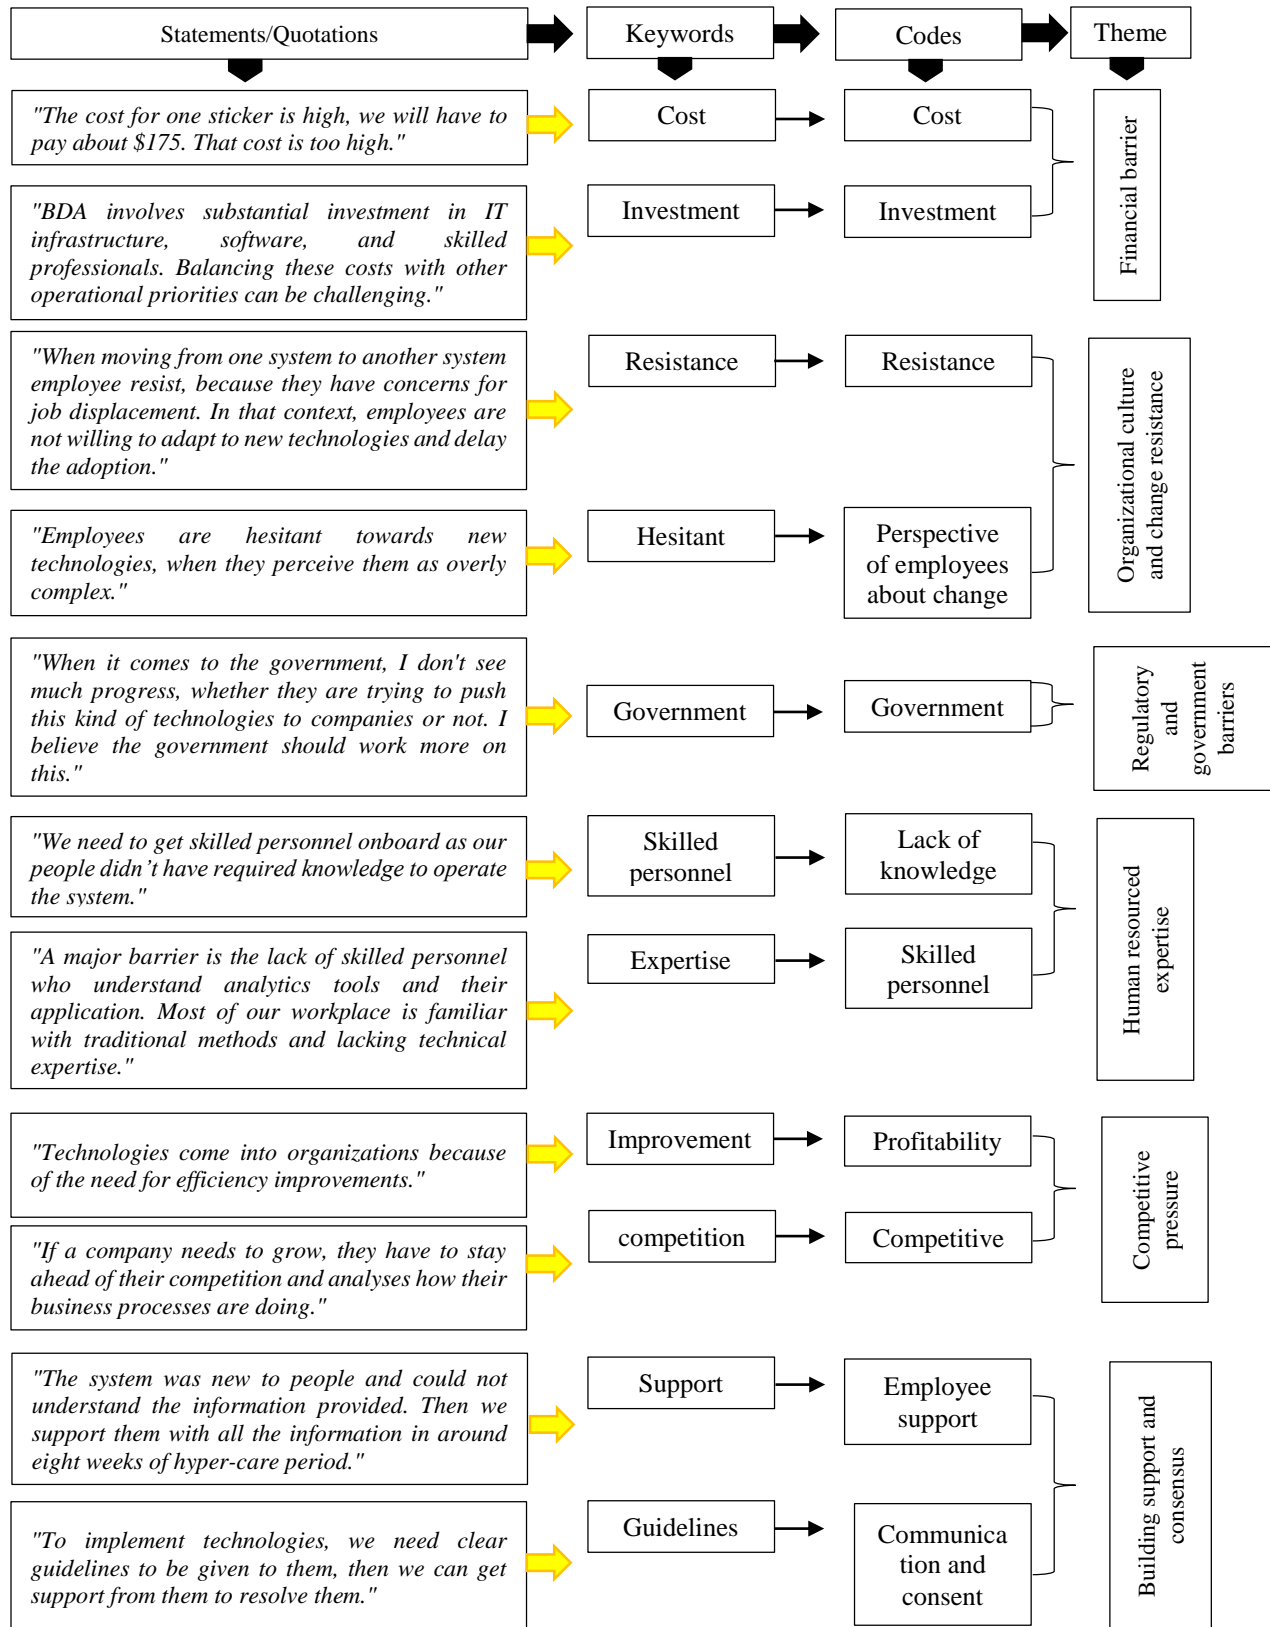 Statements/Quotations
Keywords
Codes
Theme
"The cost for one sticker is high, we will have to
pay about $175. That cost is too high."
Cost
Cost
"BDA involves substantial investment in IT
infrastructure, software, and skilled
professionals. Balancing these costs with other
operational priorities can be challenging."
Investment
Investment
Financial barrier
"When moving from one system to another system
employee resist, because they have concerns for
job displacement. In that context, employees are
not willing to adapt to new technologies and delay
the adoption."
Resistance
Resistance
"Employees are hesitant towards new
technologies, when they perceive them as overly
complex."
Hesitant
Perspective
of employees
about change
Organizational culture
and change resistance
"When it comes to the government, I don't see
much progress, whether they are trying to push
this kind of technologies to companies or not. I
believe the government should work more on
this."
Government
Government
Regulatory
and
government
barriers
"We need to get skilled personnel onboard as our
people didn’t have required knowledge to operate
the system."
Skilled
personnel
Lack of
knowledge
"A major barrier is the lack of skilled personnel
who understand analytics tools and their
application. Most of our workplace is familiar
with traditional methods and lacking technical
expertise."
Expertise
Skilled
personnel
Human resourced
expertise
"Technologies come into organizations because
of the need for efficiency improvements."
Improvement
Profitability
"If a company needs to grow, they have to stay
ahead of their competition and analyses how their
business processes are doing."
competition
Competitive
Competitive
pressure
"The system was new to people and could not
understand the information provided. Then we
support them with all the information in around
eight weeks of hyper-care period."
Support
Employee
support
"To implement technologies, we need clear
guidelines to be given to them, then we can get
support from them to resolve them."
Guidelines
Communica
tion and
consent
Building support and
consensus